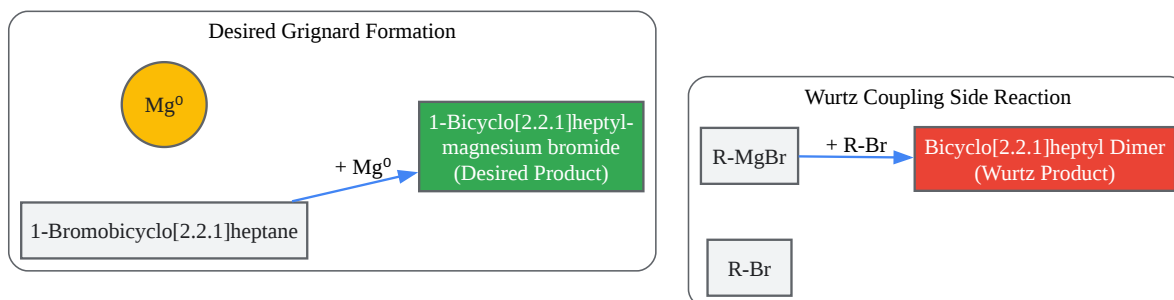 Desired Grignard Formation
Mg⁰
1-Bicyclo[2.2.1]heptyl-
magnesium bromide
(Desired Product)
+ Mg⁰
1-Bromobicyclo[2.2.1]heptane
Wurtz Coupling Side Reaction
R-MgBr
+ R-Br
Bicyclo[2.2.1]heptyl Dimer
(Wurtz Product)
R-Br